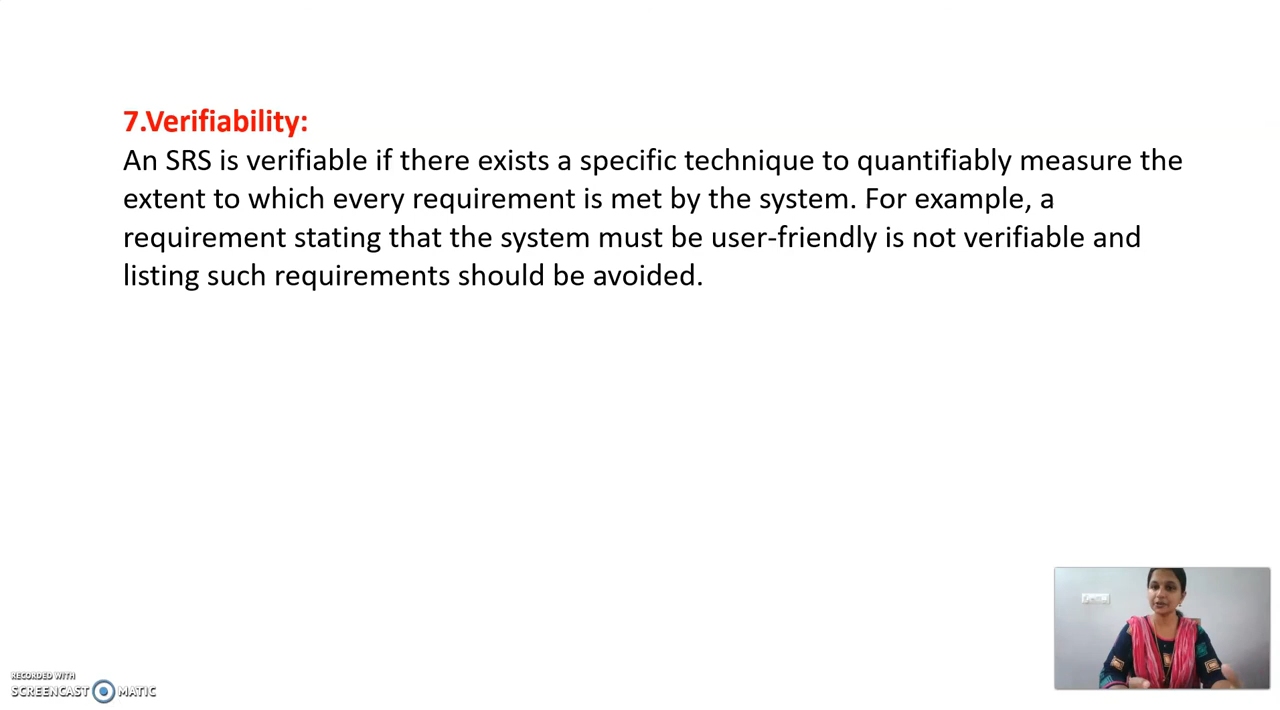 7.Verifiability:
An SRS is verifiable if there exists a specific technique to quantifiably measure the
extent to which every requirement is met by the system. For example, a
requirement stating that the system must be user-friendly is not verifiable and
listing such requirements should be avoided.
RECORDED WITH
SCREENCAST MATIC